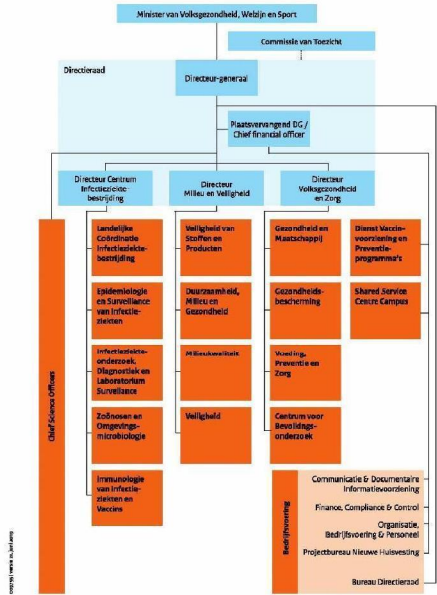 Minister van Volksgezondheid, Welzijn en Sport
Commissie van Toezicht
Directieraad
Directeur-generaal
Plaatsvervangend DG /
Chief financial officer
Directeur Centrum
Infectieziekte-
bestrijding
Directeur
Milieu en Veiligheid
Directeur
Volksgezondheid
en Zorg
Landelijke
Coördinatie
Infectieziekte-
bestrijding
Veiligheid van
Stoffen en
Producten
Gezondheid en
Maatschappij
Dienst Vaccin-
voorziening en
Preventie-
programma's
Epidemiologie
en Surveillance
van Infectie-
ziekten
Duurzaamheid,
Milieu en
Gezondheid
Gezondheids-
bescherming
Shared Service
Centre Campus
Infectieziekte-
onderzoek,
Diagnostiek en
Laboratorium
Surveillance
Milieukwaliteit
Voeding,
Preventie en
Zorg
Zoönosen en
Omgevings-
microbiologie
Veiligheid
Centrum voor
Bevolkings-
onderzoek
Immunologie
van Infectie-
ziekten en
Vaccins
Chief Science Officers
Bedrijfsvoering
Communicatie & Documentaire
Informatievoorziening
Finance, Compliance & Control
Organisatie,
Bedrijfsvoering & Personeel
Projectbureau Nieuwe Huisvesting
Bureau Directieraad